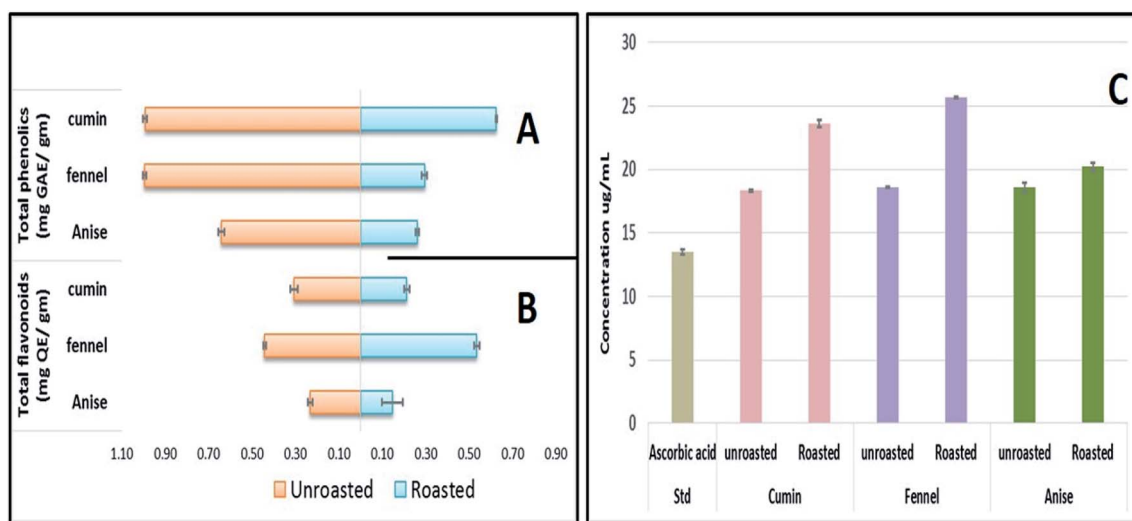 Total phenolics
(mg GAE/ gm)
cumin
fennel
Anise
A
Total flavonoids
(mg QE/ gm)
cumin
fennel
Anise
B
1.10 0.90 0.70 0.50 0.30 0.10 0.10 0.30 0.50 0.70 0.90
Unroasted Roasted
C
Concentration ug/mL
30
25
20
15
10
5
0
Ascorbic acid unroasted Roasted unroasted Roasted unroasted Roasted
Std Cumin Fennel Anise